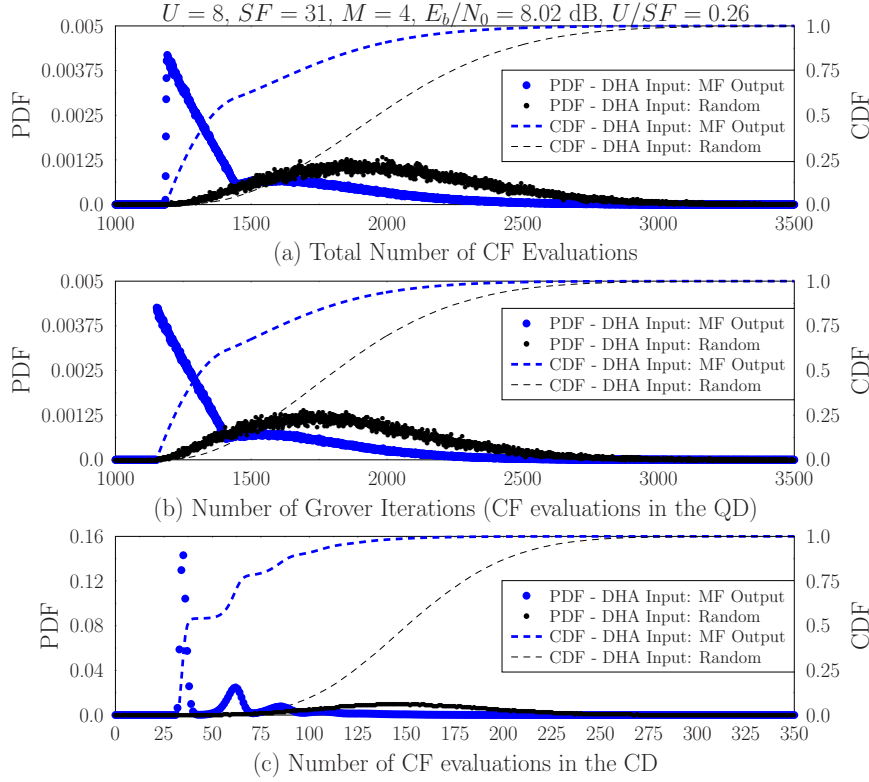 U = 8, SF = 31, M = 4, E_b/N_0 = 8.02 dB, U/SF = 0.26
0.005
0.00375
0.0025
0.00125
0.0
PDF
1.0
0.75
0.5
0.25
0.0
CDF
PDF - DHA Input: MF Output
PDF - DHA Input: Random
CDF - DHA Input: MF Output
CDF - DHA Input: Random
1000 1500 2000 2500 3000 3500
(a) Total Number of CF Evaluations
0.005
0.00375
0.0025
0.00125
0.0
PDF
1.0
0.75
0.5
0.25
0.0
CDF
PDF - DHA Input: MF Output
PDF - DHA Input: Random
CDF - DHA Input: MF Output
CDF - DHA Input: Random
1000 1500 2000 2500 3000 3500
(b) Number of Grover Iterations (CF evaluations in the QD)
0.16
0.12
0.08
0.04
0.0
PDF
1.0
0.75
0.5
0.25
0.0
CDF
PDF - DHA Input: MF Output
PDF - DHA Input: Random
CDF - DHA Input: MF Output
CDF - DHA Input: Random
0 25 50 75 100 125 150 175 200 225 250 275 300 325 350
(c) Number of CF evaluations in the CD